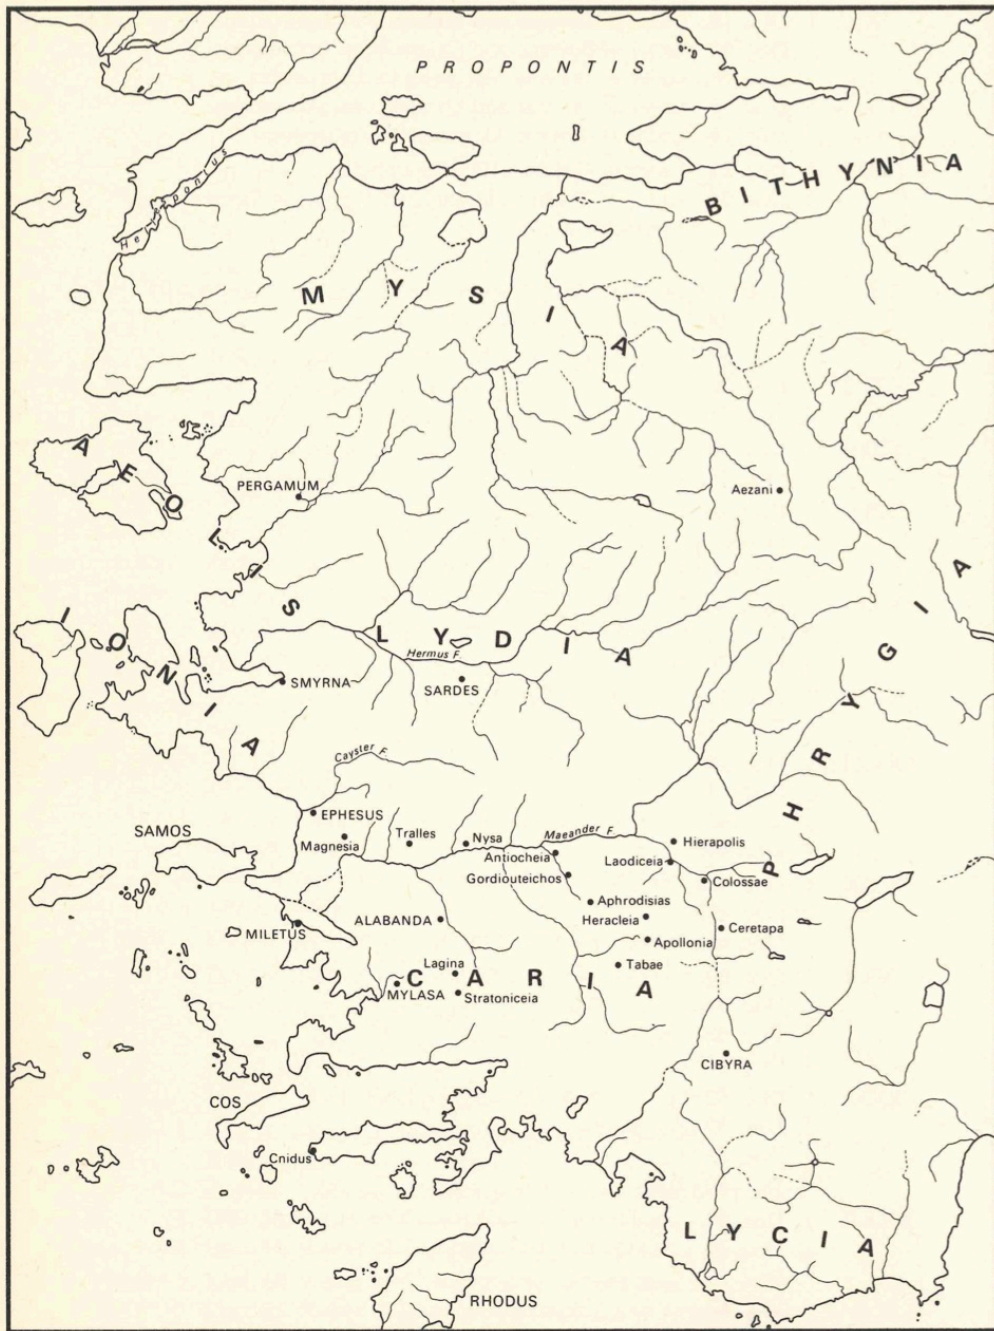 PROPONTIS
Hellespontus
BITHYNIA
MYSIA
AEOLIS
PERGAMUM
Aezani
IONIA
LYDIA
Hermus F.
SMYRNA
SARDES
PHRYGIA
Cayster F.
EPHESUS
SAMOS
Magnesia
Tralles
Nysa
Maeander F.
Hierapolis
Antiocheia
Laodiceia
Gordiouteichos
Colossae
Aphrodisias
Heracleia
ALABANDA
MILETUS
Ceretapa
Apollonia
Lagina
Tabae
CARIA
MYLASA
Stratoniceia
CIBYRA
COS
Cnidus
LYCIA
RHODUS